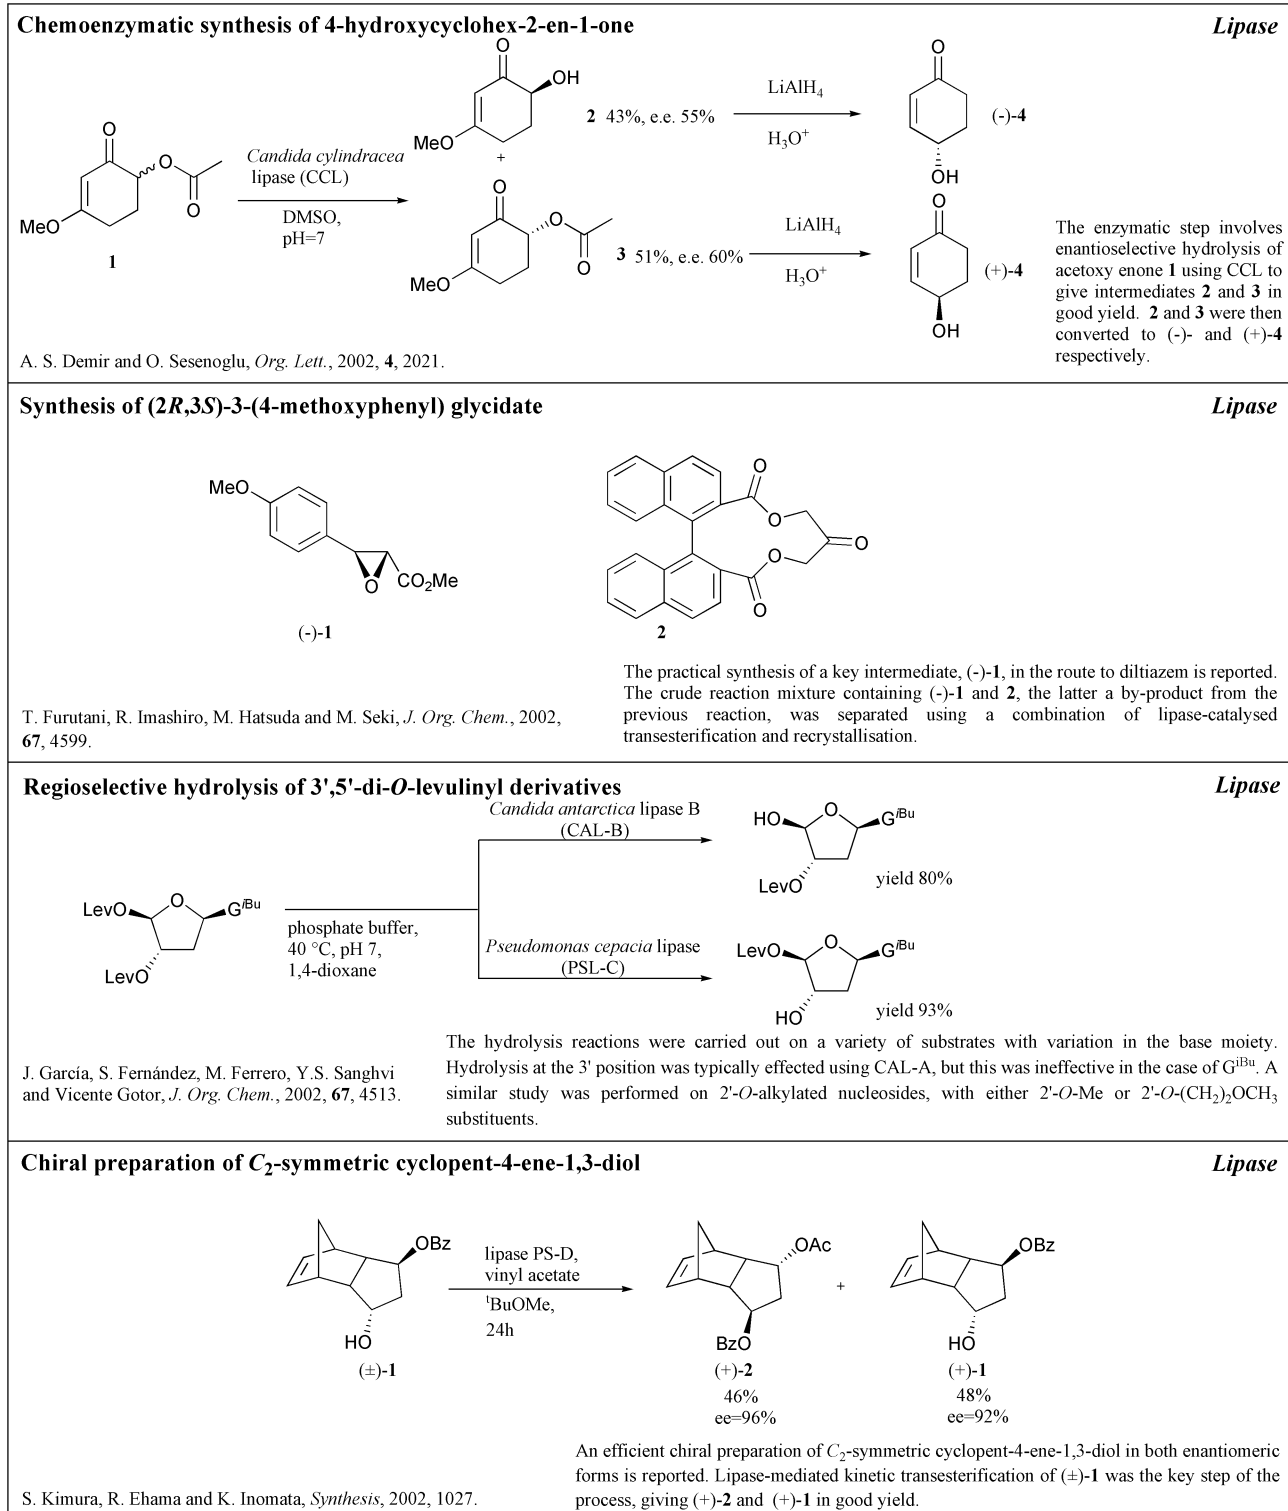 Chemoenzymatic synthesis of 4-hydroxycyclohex-2-en-1-one
Lipase
O
O
O
MeO
1
Candida cylindracea
lipase (CCL)
DMSO,
pH=7
O
OH
MeO
2 43%, e.e. 55%
+
O
O
O
MeO
3 51%, e.e. 60%
LiAlH4
H3O+
O
OH
(-)-4
LiAlH4
H3O+
O
OH
(+)-4
The enzymatic step involves
enantioselective hydrolysis of
acetoxy enone 1 using CCL to
give intermediates 2 and 3 in
good yield. 2 and 3 were then
converted to (-)- and (+)-4
respectively.
A. S. Demir and O. Sesenoglu, Org. Lett., 2002, 4, 2021.
Synthesis of (2R,3S)-3-(4-methoxyphenyl) glycidate
Lipase
MeO
O
CO2Me
(-)-1
O
O
O
O
O
2
The practical synthesis of a key intermediate, (-)-1, in the route to diltiazem is reported.
The crude reaction mixture containing (-)-1 and 2, the latter a by-product from the
previous reaction, was separated using a combination of lipase-catalysed
transesterification and recrystallisation.
T. Furutani, R. Imashiro, M. Hatsuda and M. Seki, J. Org. Chem., 2002,
67, 4599.
Regioselective hydrolysis of 3',5'-di-O-levulinyl derivatives
Lipase
LevO
O
GiBu
LevO
phosphate buffer,
40 °C, pH 7,
1,4-dioxane
Candida antarctica lipase B
(CAL-B)
HO
O
GiBu
LevO
yield 80%
Pseudomonas cepacia lipase
(PSL-C)
LevO
O
GiBu
HO
yield 93%
The hydrolysis reactions were carried out on a variety of substrates with variation in the base moiety.
Hydrolysis at the 3' position was typically effected using CAL-A, but this was ineffective in the case of GiBu. A
similar study was performed on 2'-O-alkylated nucleosides, with either 2'-O-Me or 2'-O-(CH2)2OCH3
substituents.
J. García, S. Fernández, M. Ferrero, Y.S. Sanghvi
and Vicente Gotor, J. Org. Chem., 2002, 67, 4513.
Chiral preparation of C2-symmetric cyclopent-4-ene-1,3-diol
Lipase
OBz
HO
(±)-1
lipase PS-D,
vinyl acetate
tBuOMe,
24h
OAc
BzO
(+)-2
46%
ee=96%
+
OBz
HO
(+)-1
48%
ee=92%
An efficient chiral preparation of C2-symmetric cyclopent-4-ene-1,3-diol in both enantiomeric
forms is reported. Lipase-mediated kinetic transesterification of (±)-1 was the key step of the
process, giving (+)-2 and (+)-1 in good yield.
S. Kimura, R. Ehama and K. Inomata, Synthesis, 2002, 1027.